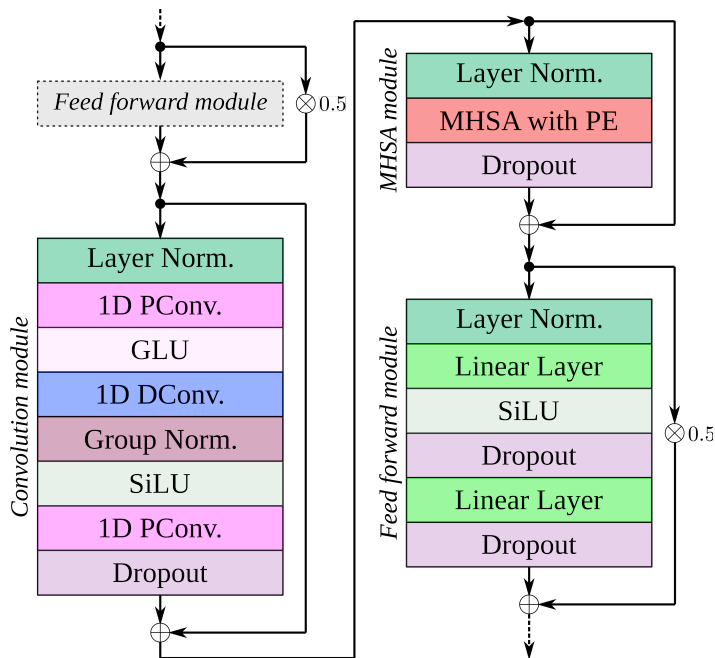 Feed forward module
0.5
Convolution module
Layer Norm.
1D PConv.
GLU
1D DConv.
Group Norm.
SiLU
1D PConv.
Dropout
MHSA module
Layer Norm.
MHSA with PE
Dropout
Feed forward module
Layer Norm.
Linear Layer
SiLU
Dropout
Linear Layer
Dropout
0.5